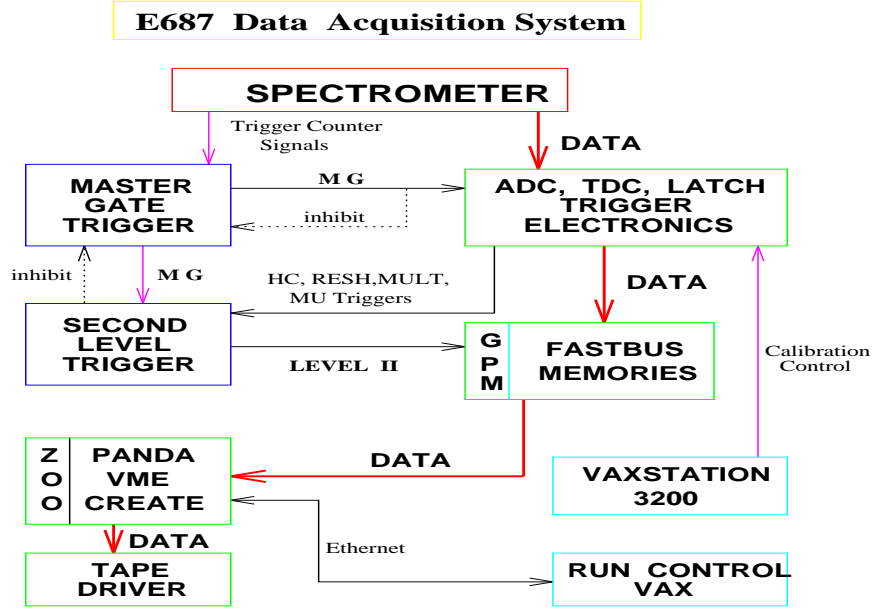 E687 Data Acquisition System
SPECTROMETER
Trigger Counter
Signals
DATA
MASTER
GATE
TRIGGER
M G
inhibit
ADC, TDC, LATCH
TRIGGER
ELECTRONICS
inhibit
M G
HC, RESH,MULT,
MU Triggers
DATA
SECOND
LEVEL
TRIGGER
LEVEL II
G
P
M
FASTBUS
MEMORIES
Calibration
Control
Z
O
O
PANDA
VME
CREATE
DATA
VAXSTATION
3200
DATA
Ethernet
TAPE
DRIVER
RUN CONTROL
VAX